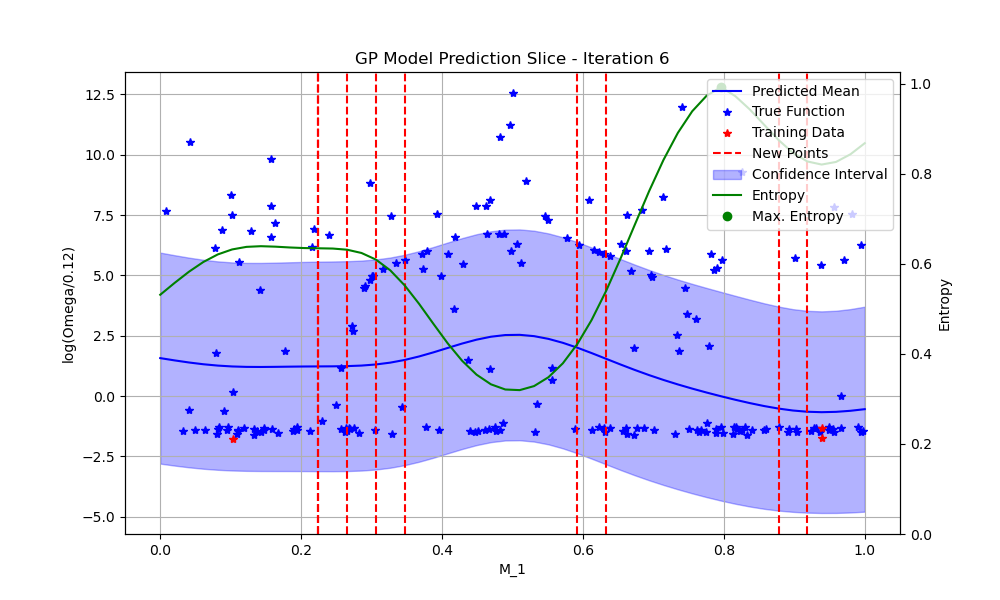 GP Model Prediction Slice - Iteration 6
log(Omega/0.12)
12.5
10.0
7.5
5.0
2.5
0.0
−2.5
−5.0
Predicted Mean
True Function
Training Data
New Points
Confidence Interval
Entropy
Max. Entropy
1.0
0.8
0.6
0.4
0.2
0.0
Entropy
0.0 0.2 0.4 0.6 0.8 1.0
M_1